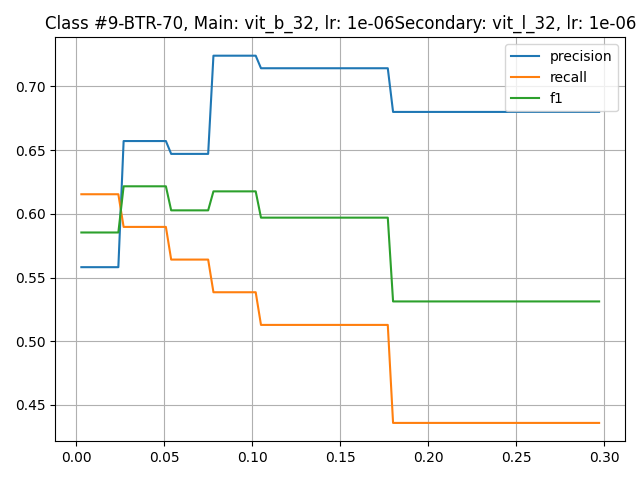 Class #9-BTR-70, Main: vit_b_32, lr: 1e-06Secondary: vit_l_32, lr: 1e-06
precision
recall
f1
0.70
0.65
0.60
0.55
0.50
0.45
0.00 0.05 0.10 0.15 0.20 0.25 0.30